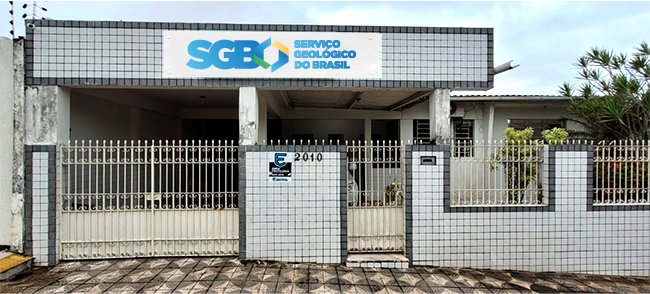 SGB
SERVIÇO
GEOLÓGICO
DO BRASIL
2010